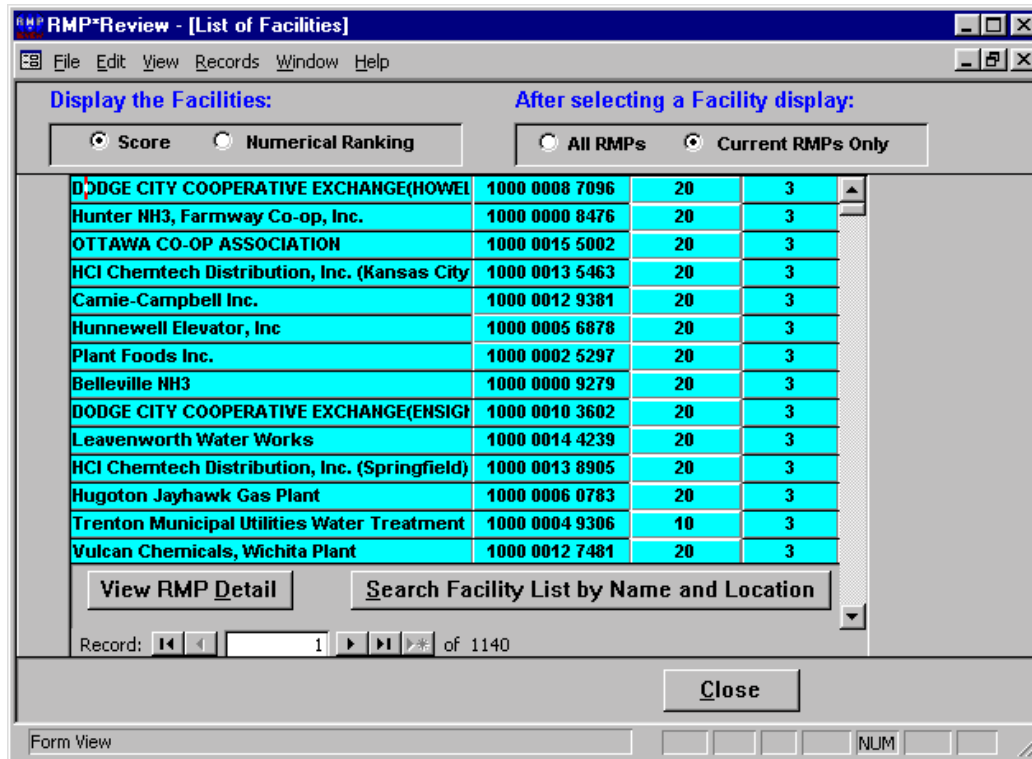 RMP*Review - [List of Facilities]
File Edit View Records Window Help
Display the Facilities: After selecting a Facility display:
Score Numerical Ranking All RMPs Current RMPs Only
DODGE CITY COOPERATIVE EXCHANGE(HOWEL 1000 0008 7096 20 3
Hunter NH3, Farmway Co-op, Inc. 1000 0000 8476 20 3
OTTAWA CO-OP ASSOCIATION 1000 0015 5002 20 3
HCI Chemtech Distribution, Inc. (Kansas City 1000 0013 5463 20 3
Carnie-Campbell Inc. 1000 0012 9381 20 3
Hunnewell Elevator, Inc 1000 0005 6878 20 3
Plant Foods Inc. 1000 0002 5297 20 3
Belleville NH3 1000 0000 9279 20 3
DODGE CITY COOPERATIVE EXCHANGE(ENSIGN 1000 0010 3602 20 3
Leavenworth Water Works 1000 0014 4239 20 3
HCI Chemtech Distribution, Inc. (Springfield) 1000 0013 8905 20 3
Hugoton Jayhawk Gas Plant 1000 0006 0783 20 3
Trenton Municipal Utilities Water Treatment 1000 0004 9306 10 3
Vulcan Chemicals, Wichita Plant 1000 0012 7481 20 3
View RMP Detail Search Facility List by Name and Location
Record: 1 of 1140
Close
Form View NUM